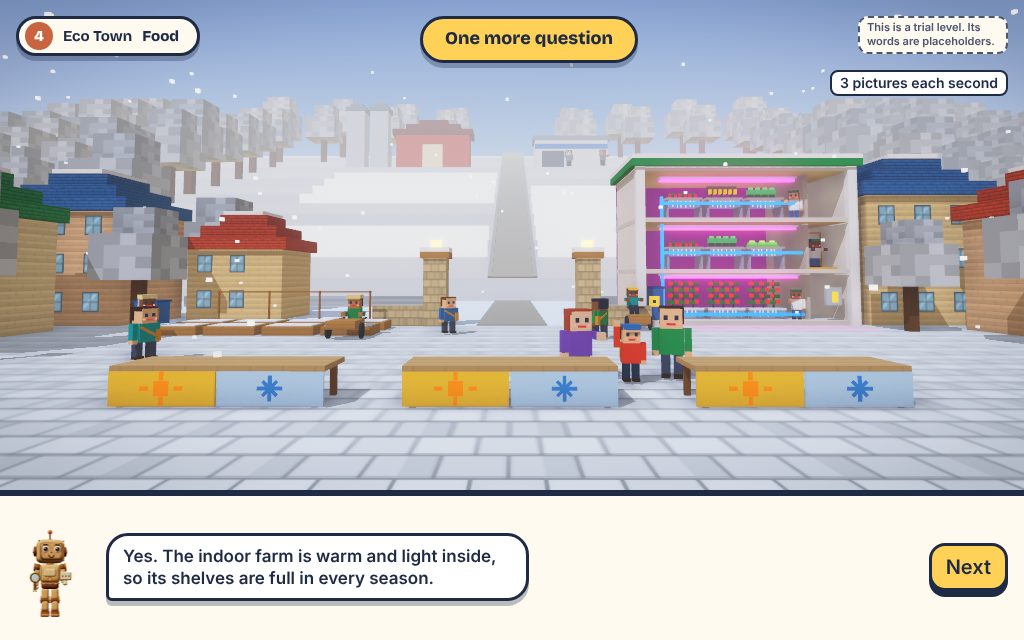 4 Eco Town Food
One more question
This is a trial level. Its
words are placeholders.
3 pictures each second
Yes. The indoor farm is warm and light inside,
so its shelves are full in every season.
Next